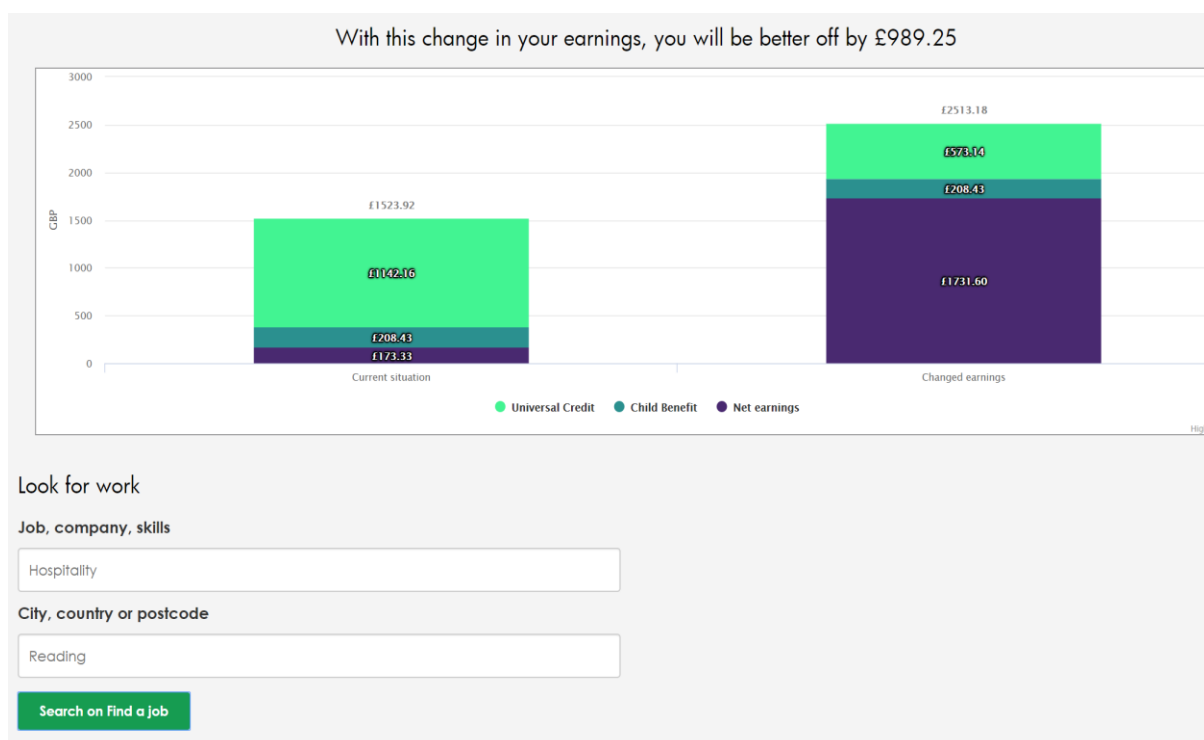 With this change in your earnings, you will be better off by £989.25
3000
2500
2000
1500
1000
500
0
GBP
£1523.92
£1142.16
£208.43
£173.33
£2513.18
£573.14
£208.43
£1731.60
Current situation
Changed earnings
Universal Credit Child Benefit Net earnings
Look for work
Job, company, skills
Hospitality
City, country or postcode
Reading
Search on Find a job